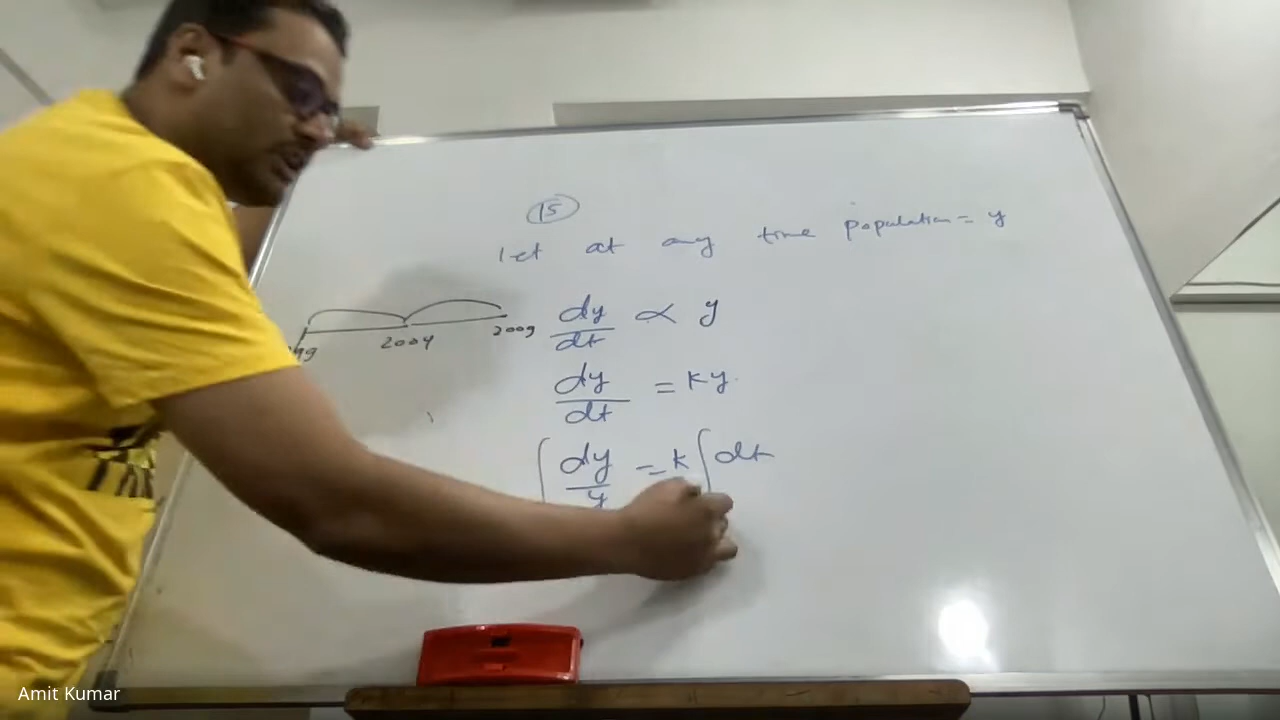 15
Let at any time population = y
2004 2009
dy/dt ∝ y
dy/dt = ky
∫ dy/y = k ∫ dt
Amit Kumar